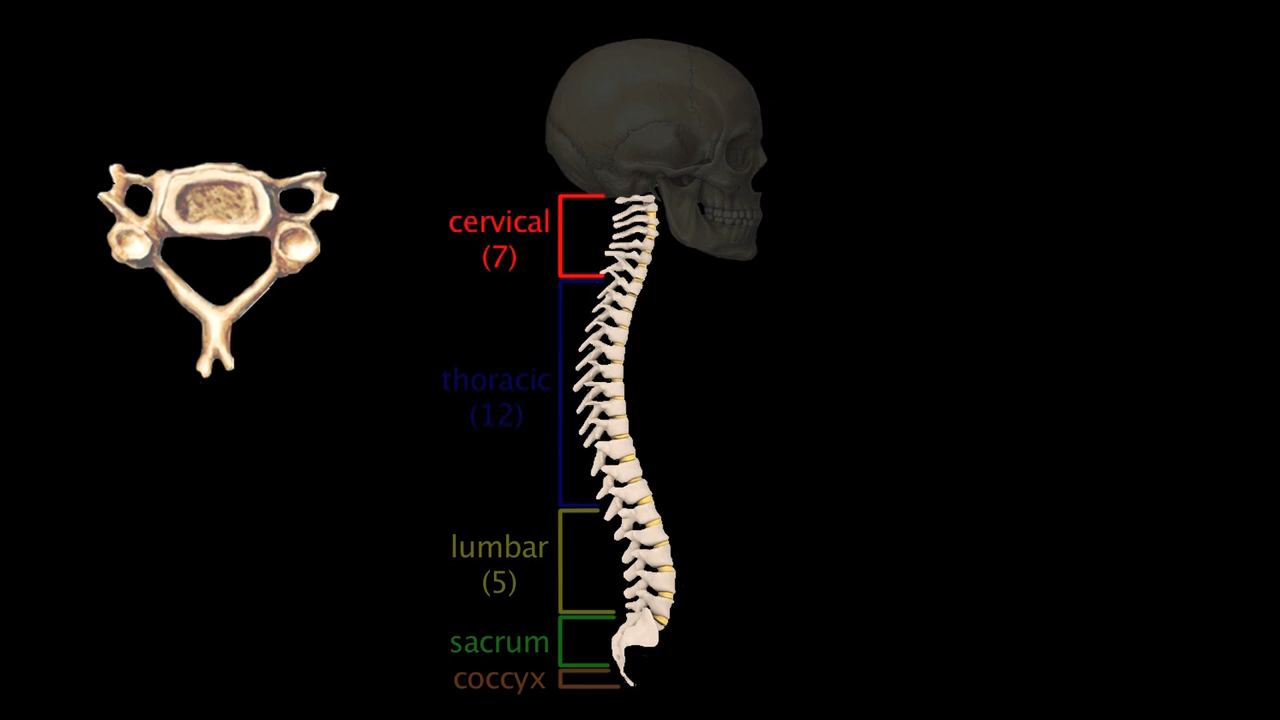 cervical
(7)
thoracic
(12)
lumbar
(5)
sacrum
coccyx